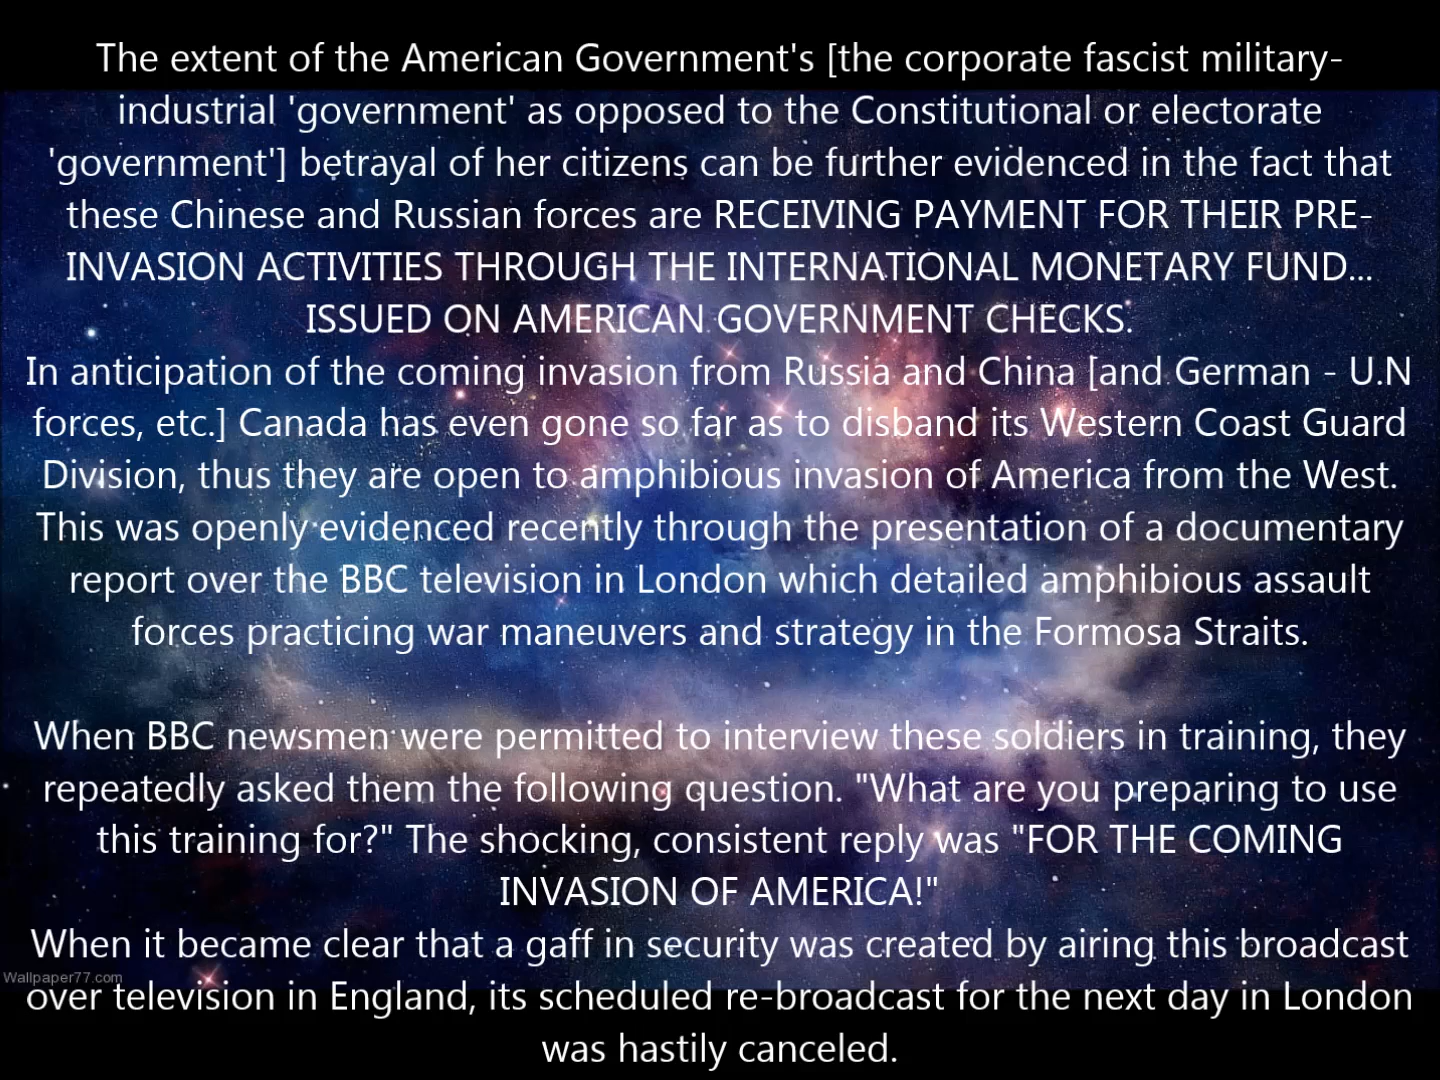 The extent of the American Government's [the corporate fascist military-
industrial 'government' as opposed to the Constitutional or electorate
'government'] betrayal of her citizens can be further evidenced in the fact that
these Chinese and Russian forces are RECEIVING PAYMENT FOR THEIR PRE-
INVASION ACTIVITIES THROUGH THE INTERNATIONAL MONETARY FUND...
ISSUED ON AMERICAN GOVERNMENT CHECKS.
In anticipation of the coming invasion from Russia and China [and German - U.N
forces, etc.] Canada has even gone so far as to disband its Western Coast Guard
Division, thus they are open to amphibious invasion of America from the West.
This was openly evidenced recently through the presentation of a documentary
report over the BBC television in London which detailed amphibious assault
forces practicing war maneuvers and strategy in the Formosa Straits.
When BBC newsmen were permitted to interview these soldiers in training, they
repeatedly asked them the following question. "What are you preparing to use
this training for?" The shocking, consistent reply was "FOR THE COMING
INVASION OF AMERICA!"
When it became clear that a gaff in security was created by airing this broadcast
Wallpaper77.com
over television in England, its scheduled re-broadcast for the next day in London
was hastily canceled.